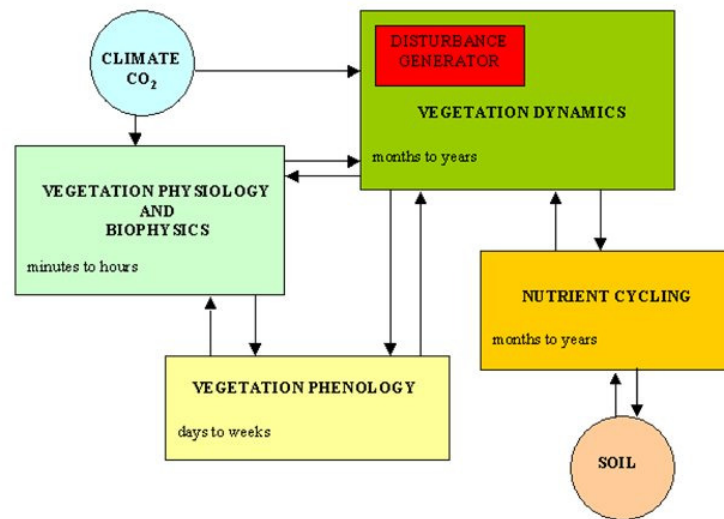 CLIMATE
CO₂
DISTURBANCE
GENERATOR
VEGETATION DYNAMICS
months to years
VEGETATION PHYSIOLOGY
AND
BIOPHYSICS
minutes to hours
NUTRIENT CYCLING
months to years
VEGETATION PHENOLOGY
days to weeks
SOIL